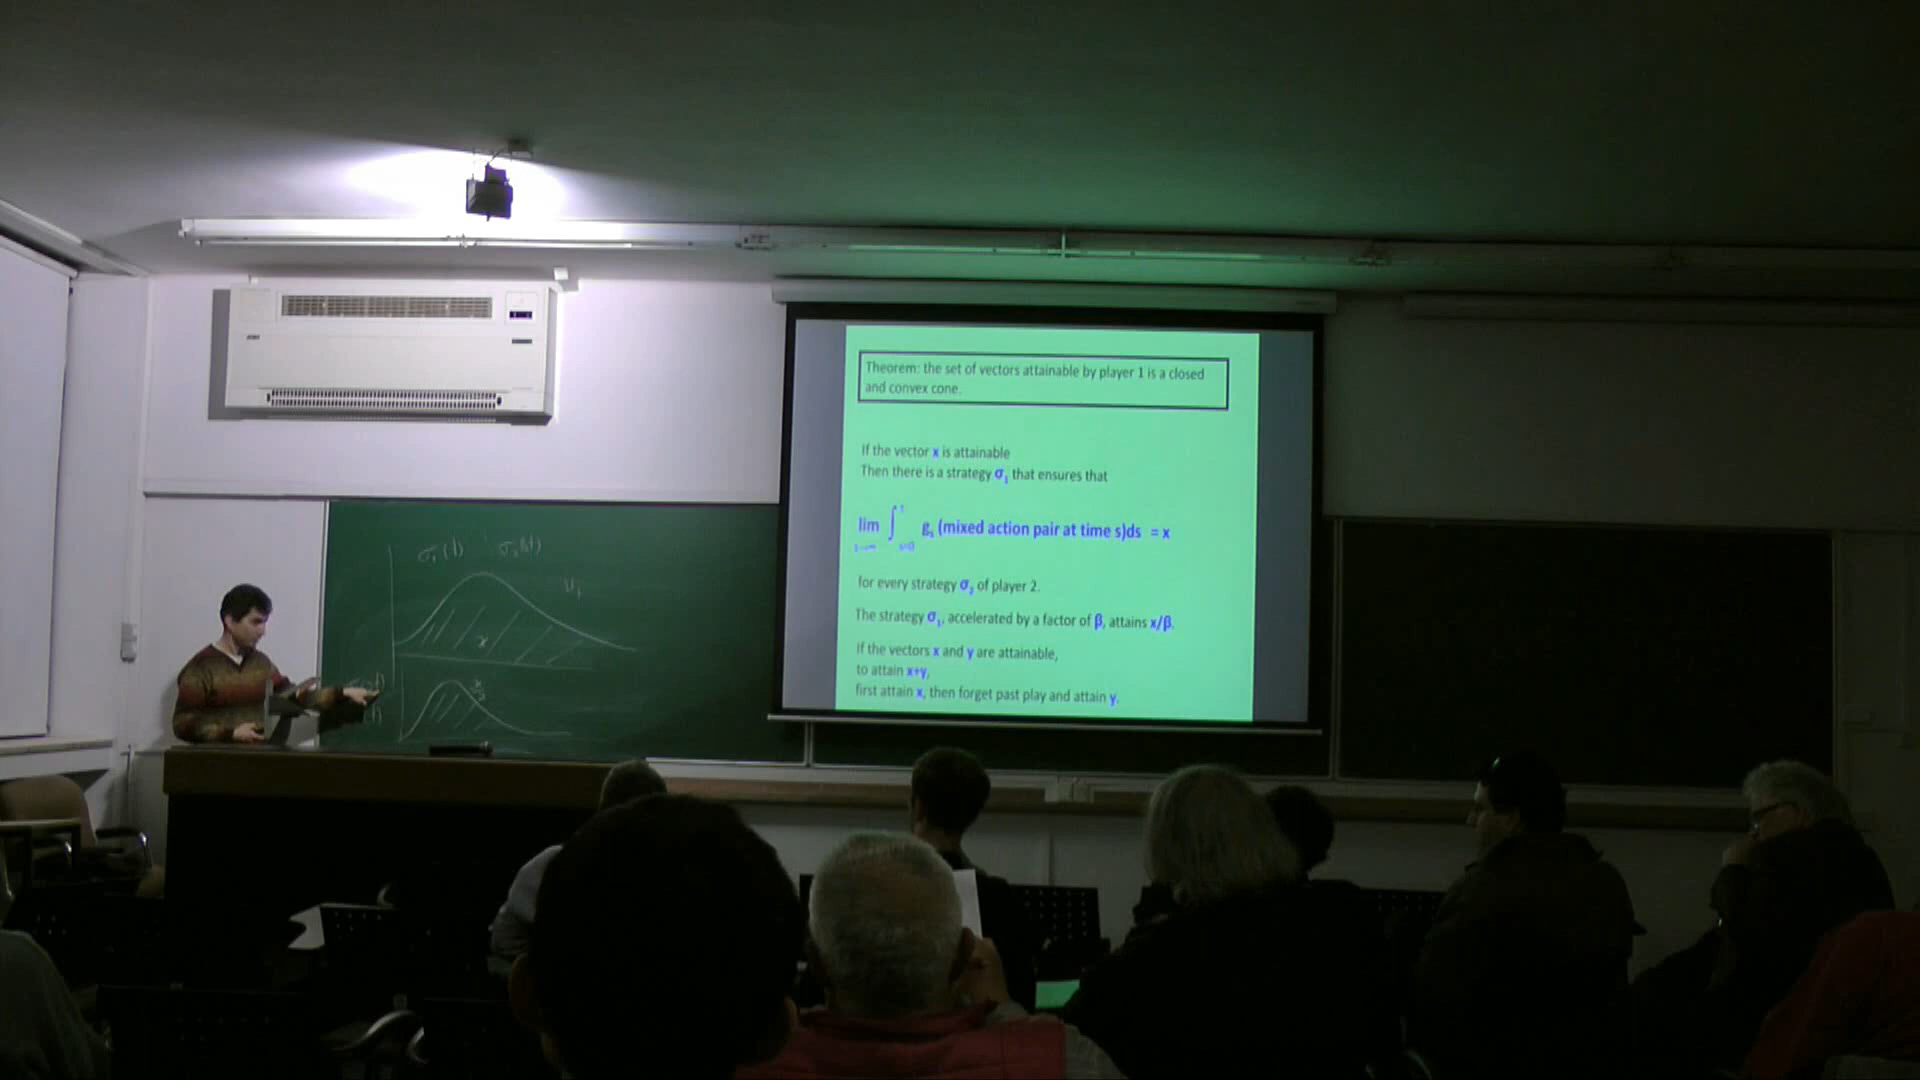 Theorem: the set of vectors attainable by player 1 is a closed
and convex cone.
If the vector x is attainable
Then there is a strategy σ₁ that ensures that
lim ∫ gₛ (mixed action pair at time s)ds = x
for every strategy σ₂ of player 2.
The strategy σ₁, accelerated by a factor of β, attains x/β.
If the vectors x and y are attainable,
to attain x+y,
first attain x, then forget past play and attain y.
σ₁(t)
x